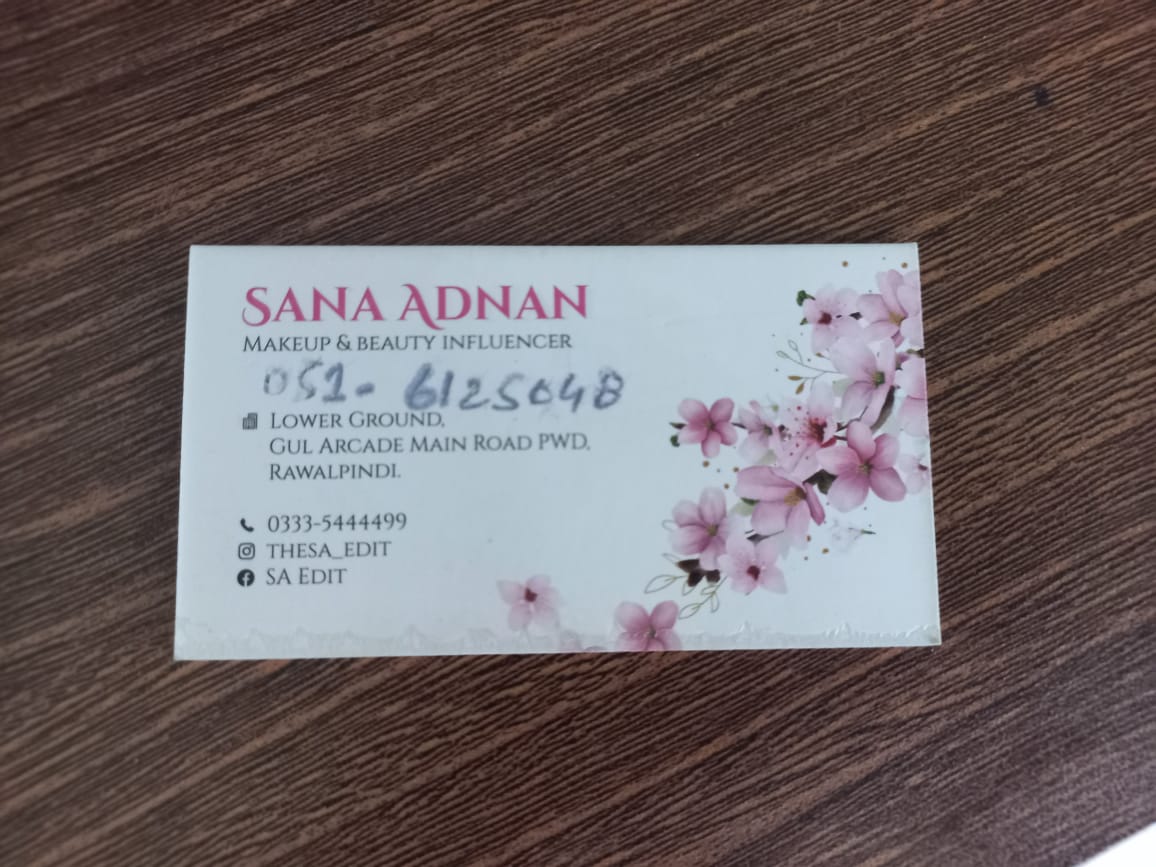 SANA ADNAN
MAKEUP & BEAUTY INFLUENCER
051- 6125048
LOWER GROUND,
GUL ARCADE MAIN ROAD PWD,
RAWALPINDI.
0333-5444499
THESA_EDIT
SA EDIT